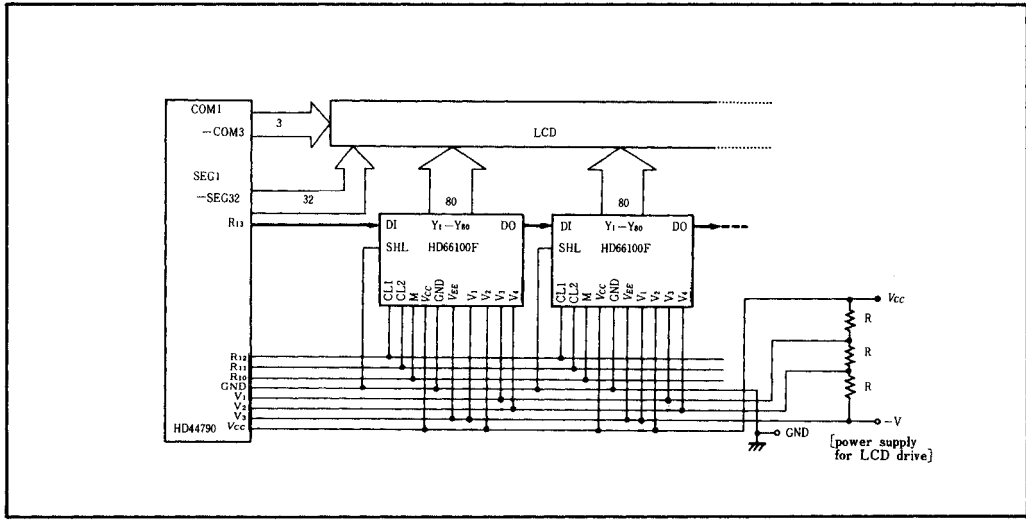 COM1
-COM3
3
LCD
SEG1
-SEG32
32
80
80
R13
DI Y1-Y80 DO
SHL HD66100F
CL1 CL2 M VCC GND VEE V1 V2 V3 V4
DI Y1-Y80 DO
SHL HD66100F
CL1 CL2 M VCC GND VEE V1 V2 V3 V4
R12
R11
R10
GND
V1
V2
V3
VCC
HD44790
VCC
R
R
R
-V
GND
[power supply
for LCD drive]